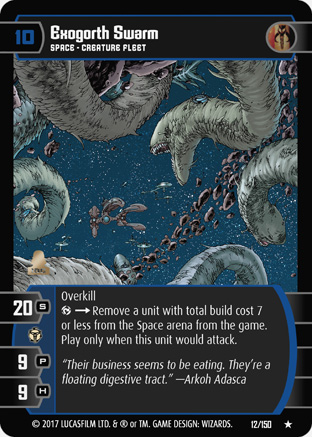 10
Exogorth Swarm
SPACE • CREATURE FLEET
20 S
Overkill
→ Remove a unit with total build cost 7
or less from the Space arena from the game.
Play only when this unit would attack.
9 P
“Their business seems to be eating. They’re a
floating digestive tract.” —Arkoh Adasca
9 H
© 2017 LUCASFILM LTD. & ® or TM. GAME DESIGN: WIZARDS. 12/150 ★